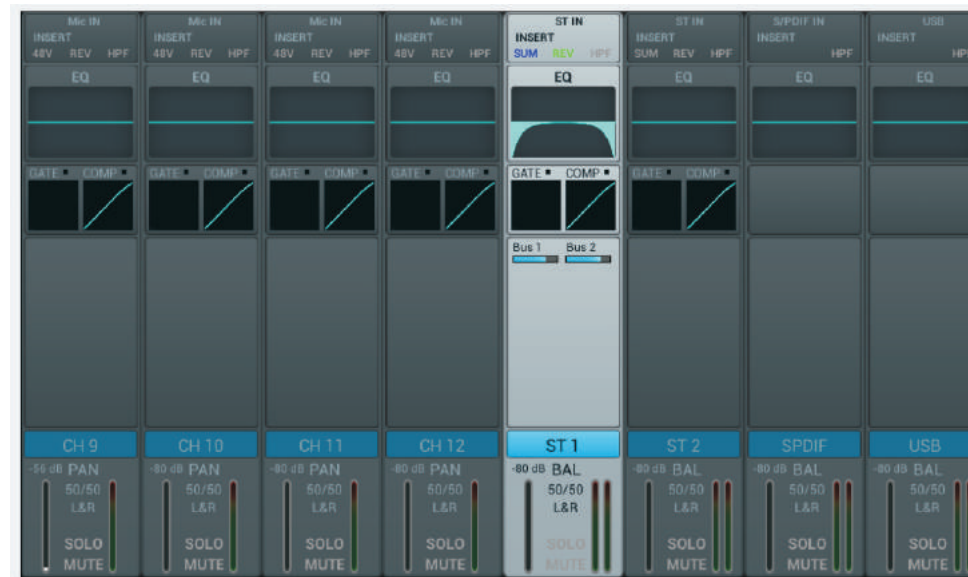 Mic IN Mic IN Mic IN Mic IN ST IN ST IN S/PDIF IN USB
INSERT INSERT INSERT INSERT INSERT INSERT INSERT INSERT
48V REV HPF 48V REV HPF 48V REV HPF 48V REV HPF SUM REV HPF SUM REV HPF HPF
EQ EQ EQ EQ EQ EQ EQ EQ
GATE COMP GATE COMP GATE COMP GATE COMP GATE COMP GATE COMP
Bus 1 Bus 2
CH 9 CH 10 CH 11 CH 12 ST 1 ST 2 SPDIF USB
-56 dB PAN -80 dB PAN -80 dB PAN -80 dB PAN -80 dB BAL -80 dB BAL -80 dB BAL -80 dB BAL
50/50 50/50 50/50 50/50 50/50 50/50 50/50 50/50
L&R L&R L&R L&R L&R L&R L&R L&R
SOLO SOLO SOLO SOLO SOLO SOLO SOLO SOLO
MUTE MUTE MUTE MUTE MUTE MUTE MUTE MUTE